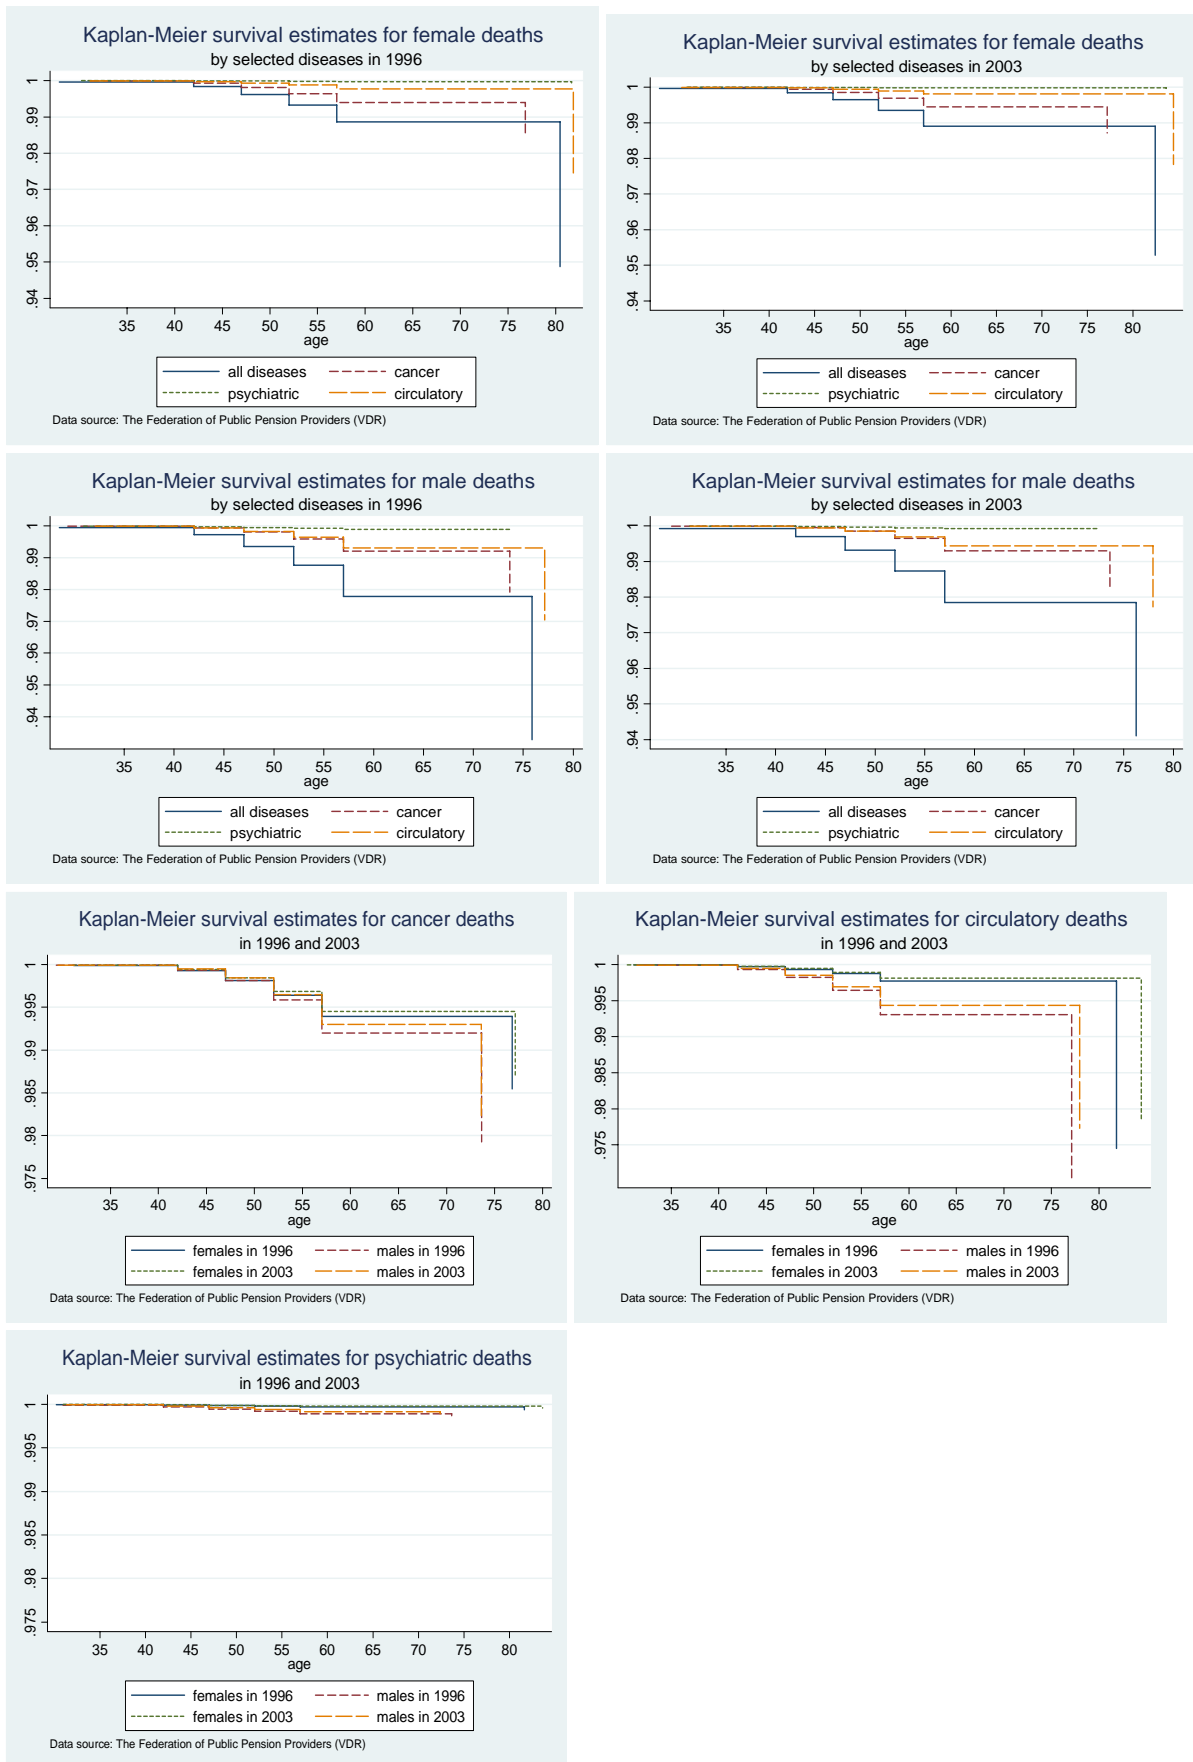 Kaplan-Meier survival estimates for female deaths
by selected diseases in 1996
1
.99
.98
.97
.96
.95
.94
35 40 45 50 55 60 65 70 75 80
age
all diseases cancer
psychiatric circulatory
Data source: The Federation of Public Pension Providers (VDR)
Kaplan-Meier survival estimates for female deaths
by selected diseases in 2003
1
.99
.98
.97
.96
.95
.94
35 40 45 50 55 60 65 70 75 80
age
all diseases cancer
psychiatric circulatory
Data source: The Federation of Public Pension Providers (VDR)
Kaplan-Meier survival estimates for male deaths
by selected diseases in 1996
1
.99
.98
.97
.96
.95
.94
35 40 45 50 55 60 65 70 75 80
age
all diseases cancer
psychiatric circulatory
Data source: The Federation of Public Pension Providers (VDR)
Kaplan-Meier survival estimates for male deaths
by selected diseases in 2003
1
.99
.98
.97
.96
.95
.94
35 40 45 50 55 60 65 70 75 80
age
all diseases cancer
psychiatric circulatory
Data source: The Federation of Public Pension Providers (VDR)
Kaplan-Meier survival estimates for cancer deaths
in 1996 and 2003
1
.995
.99
.985
.98
.975
35 40 45 50 55 60 65 70 75 80
age
females in 1996 males in 1996
females in 2003 males in 2003
Data source: The Federation of Public Pension Providers (VDR)
Kaplan-Meier survival estimates for circulatory deaths
in 1996 and 2003
1
.995
.99
.985
.98
.975
35 40 45 50 55 60 65 70 75 80
age
females in 1996 males in 1996
females in 2003 males in 2003
Data source: The Federation of Public Pension Providers (VDR)
Kaplan-Meier survival estimates for psychiatric deaths
in 1996 and 2003
1
.995
.99
.985
.98
.975
35 40 45 50 55 60 65 70 75 80
age
females in 1996 males in 1996
females in 2003 males in 2003
Data source: The Federation of Public Pension Providers (VDR)